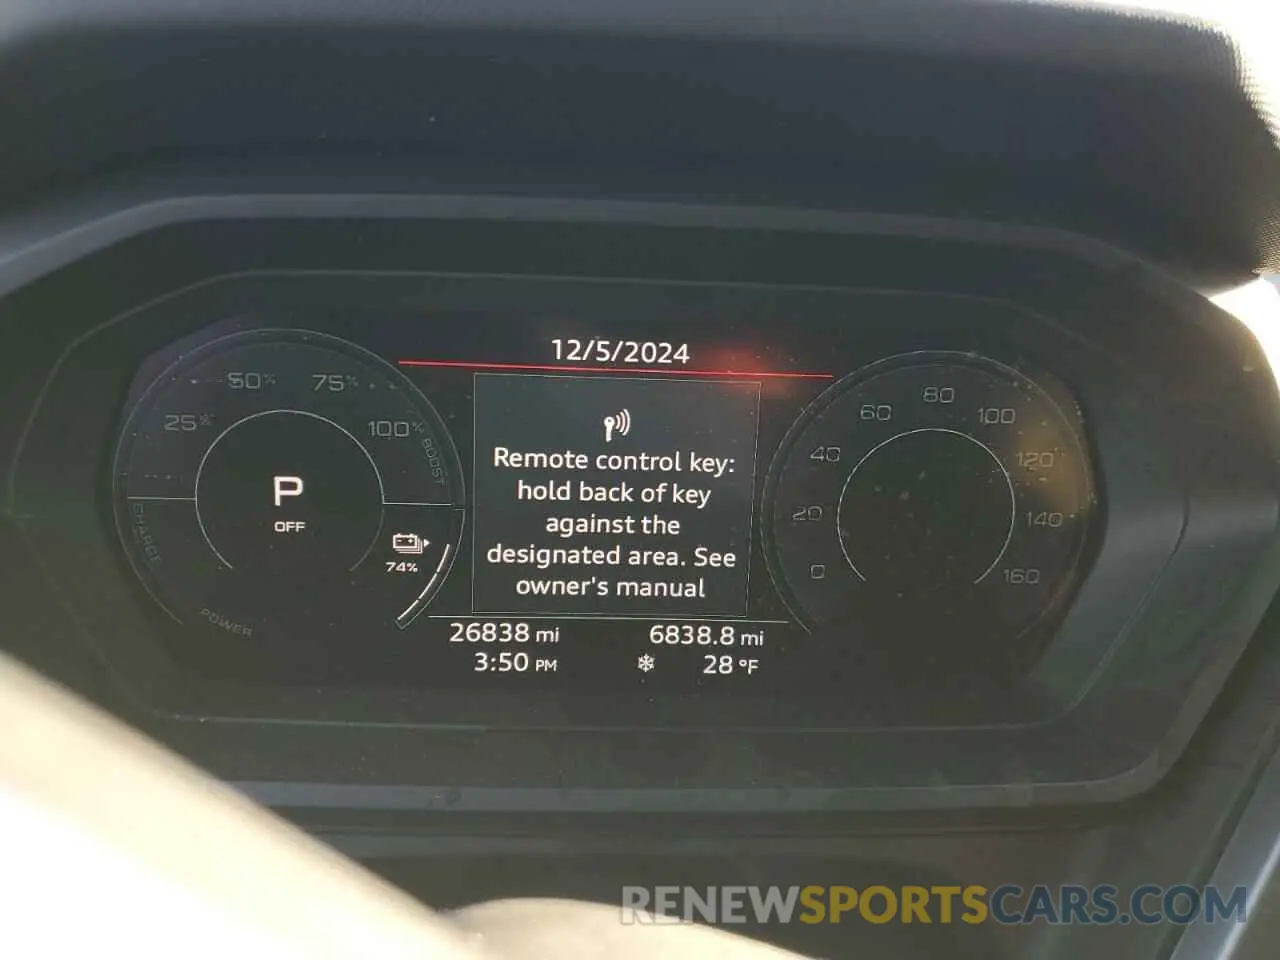 12/5/2024
25%
50%
75%
100%
BOOST
CHARGE
POWER
P
OFF
74%
Remote control key:
hold back of key
against the
designated area. See
owner's manual
26838 mi
6838.8 mi
3:50 PM
28 °F
0
20
40
60
80
100
120
140
160
RENEWSPORTSCARS.COM